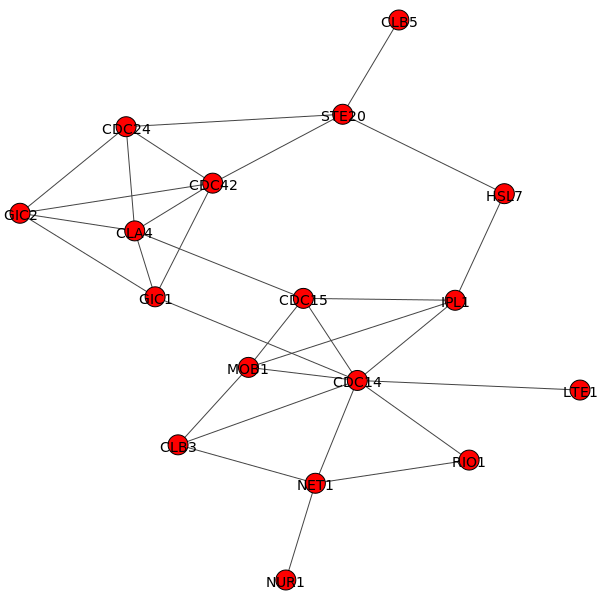 CLB5
STE20
CDC24
CDC42
HSL7
GIC2
CLA4
GIC1
CDC15
IPL1
MOB1
CDC14
LTE1
CLB3
RIO1
NET1
NUR1